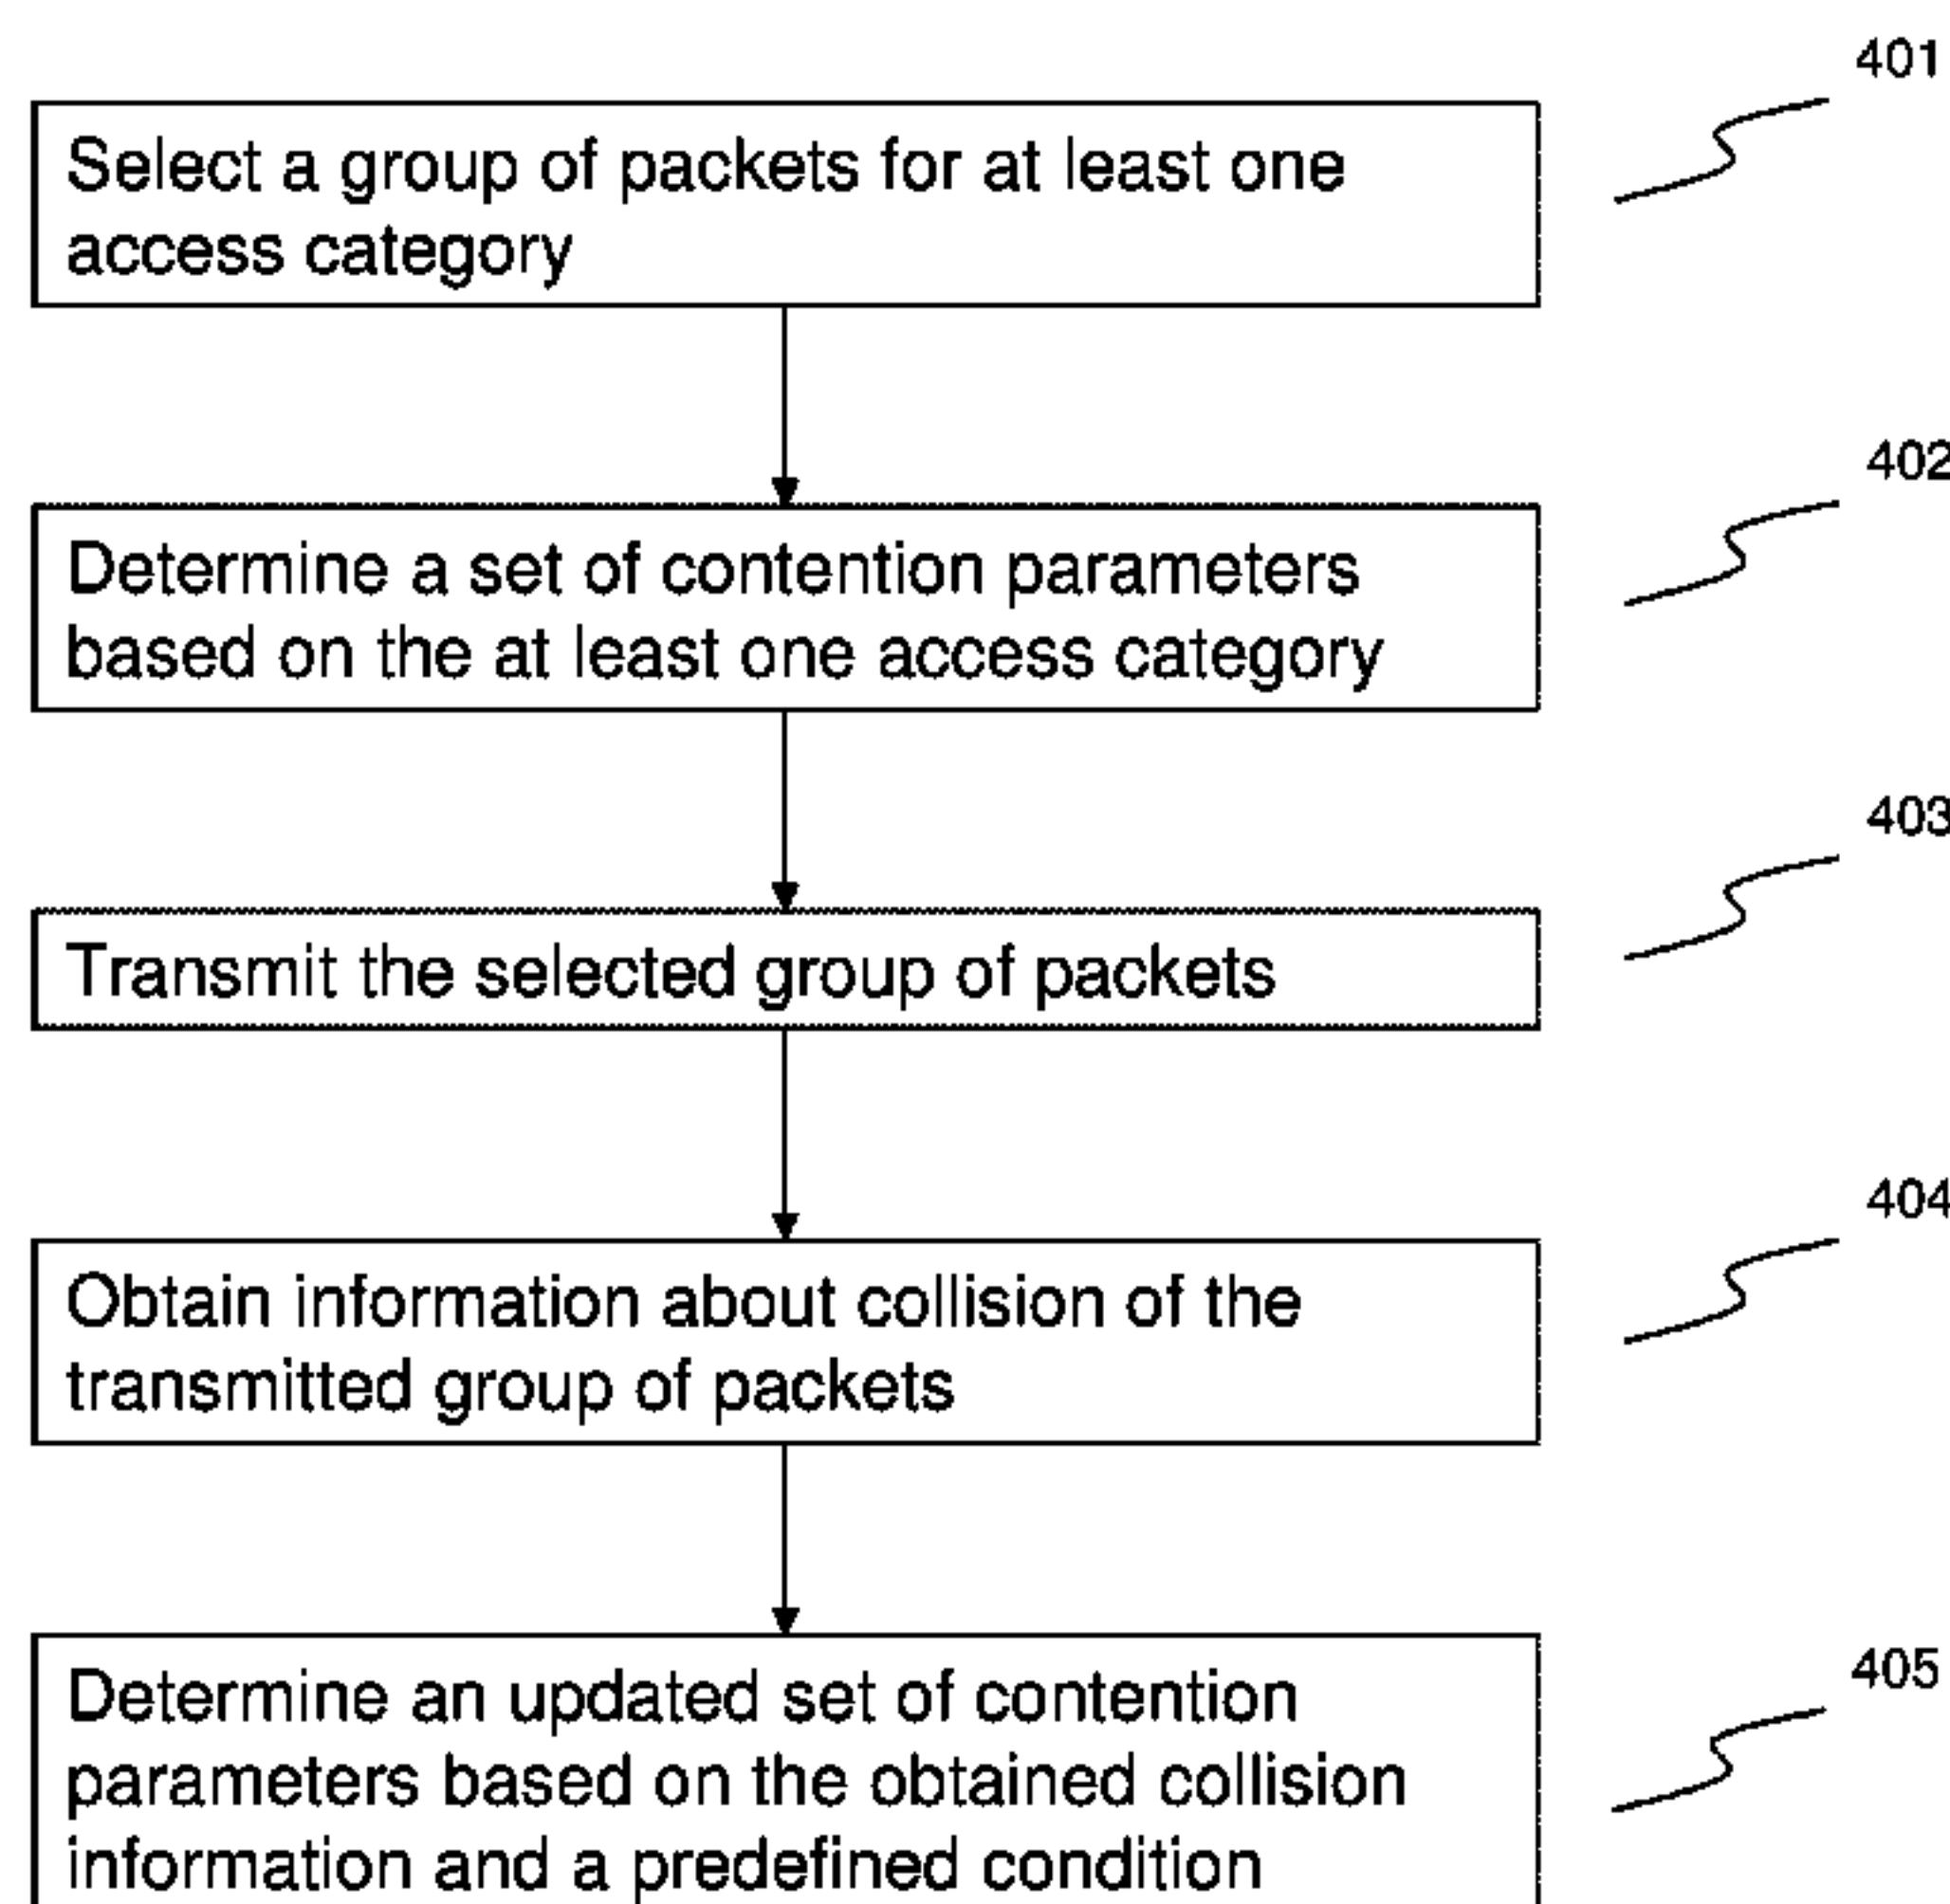 401
Select a group of packets for at least one
access category
402
Determine a set of contention parameters
based on the at least one access category
403
Transmit the selected group of packets
404
Obtain information about collision of the
transmitted group of packets
405
Determine an updated set of contention
parameters based on the obtained collision
information and a predefined condition